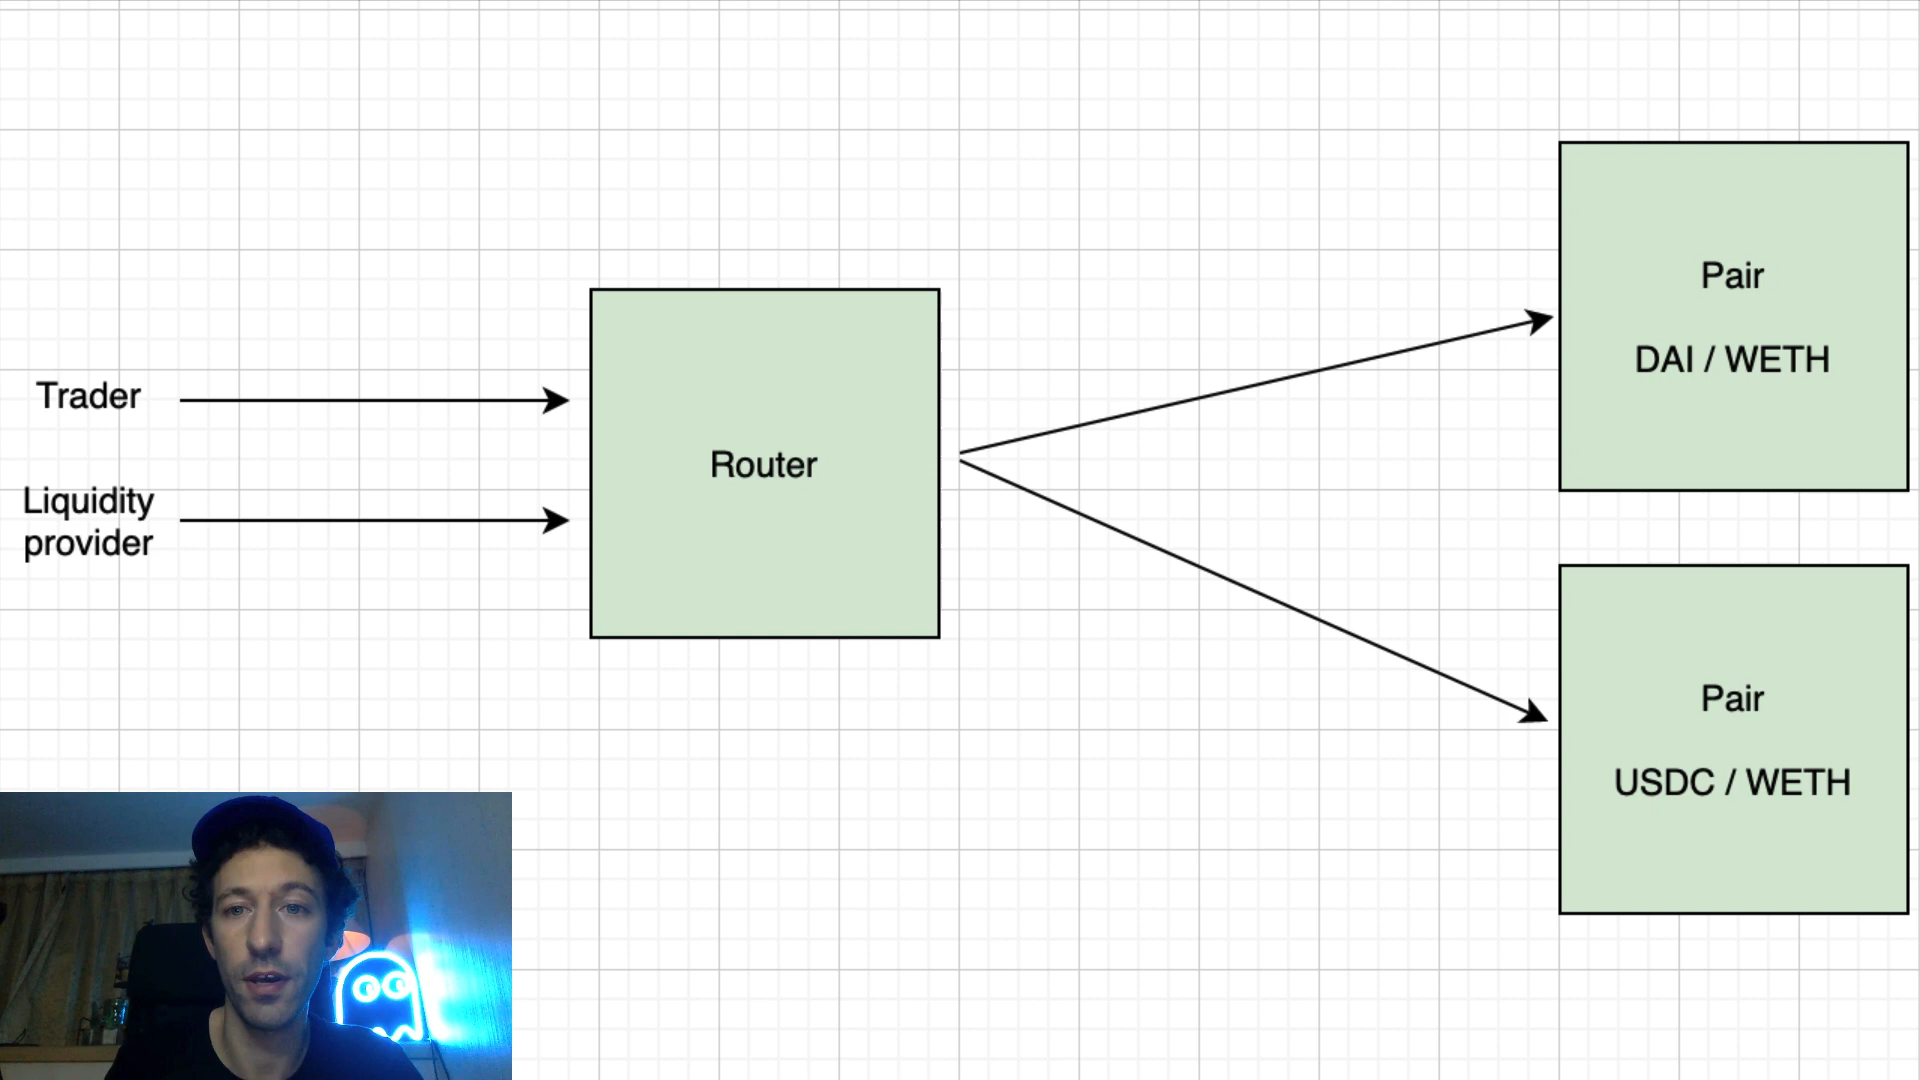 Trader
Liquidity
provider
Router
Pair
DAI / WETH
Pair
USDC / WETH